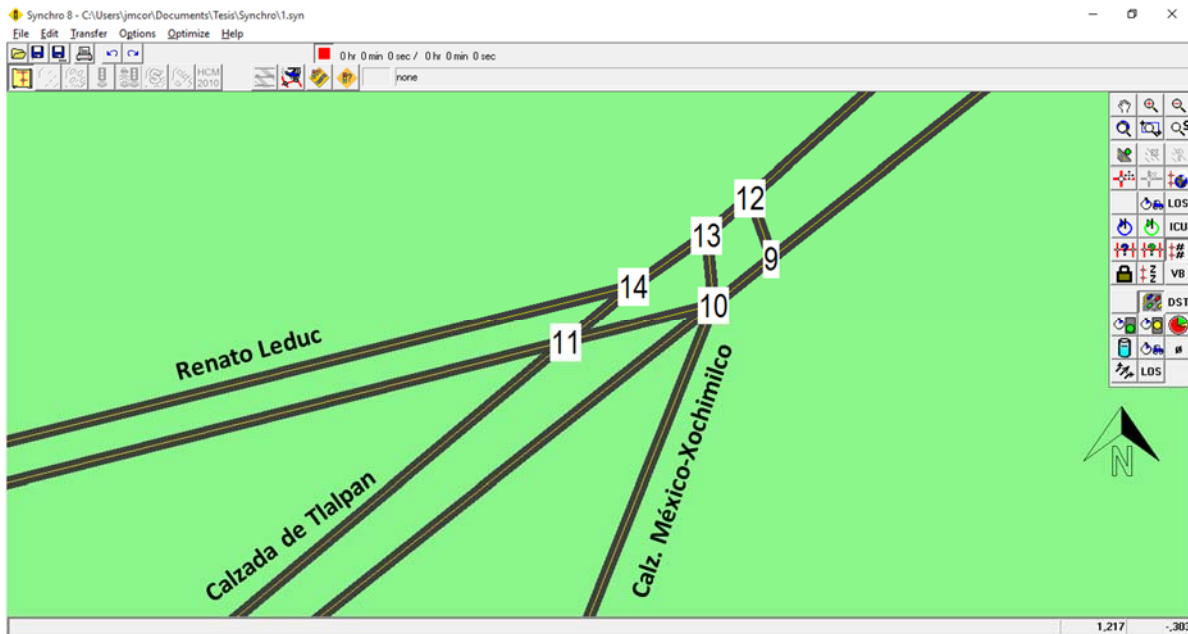 Synchro 8 - C:\Users\jmcor\Documents\Tesis\Synchro\1.syn
File Edit Transfer Options Optimize Help
0 hr 0 min 0 sec / 0 hr 0 min 0 sec
HCM 2010
none
LOS
ICU
VB
DST
LOS
12
13
9
14
10
11
Renato Leduc
Calzada de Tlalpan
Calz. México-Xochimilco
N
1,217 -,303